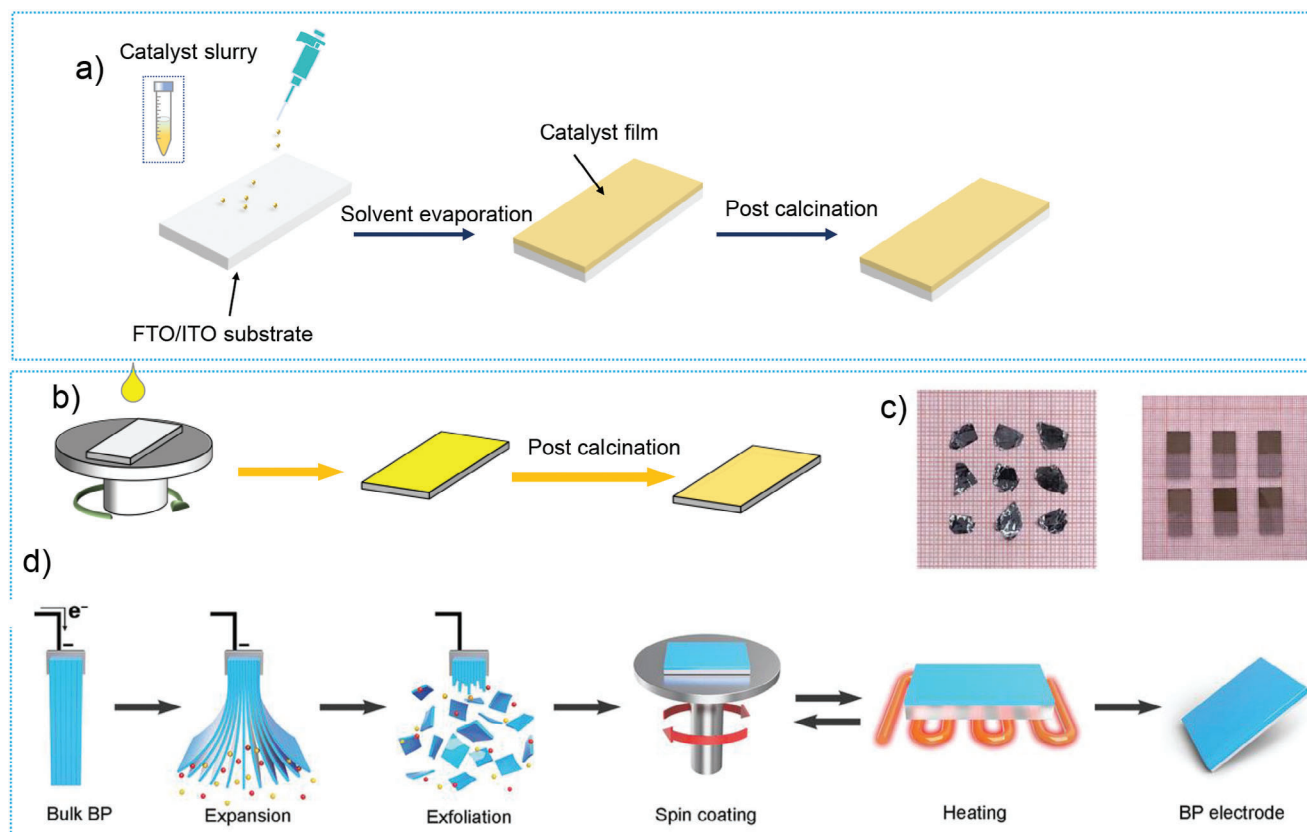 a)
Catalyst slurry
Catalyst film
Solvent evaporation
Post calcination
FTO/ITO substrate
b)
Post calcination
c)
d)
e⁻
−
−
Bulk BP
Expansion
Exfoliation
Spin coating
Heating
BP electrode